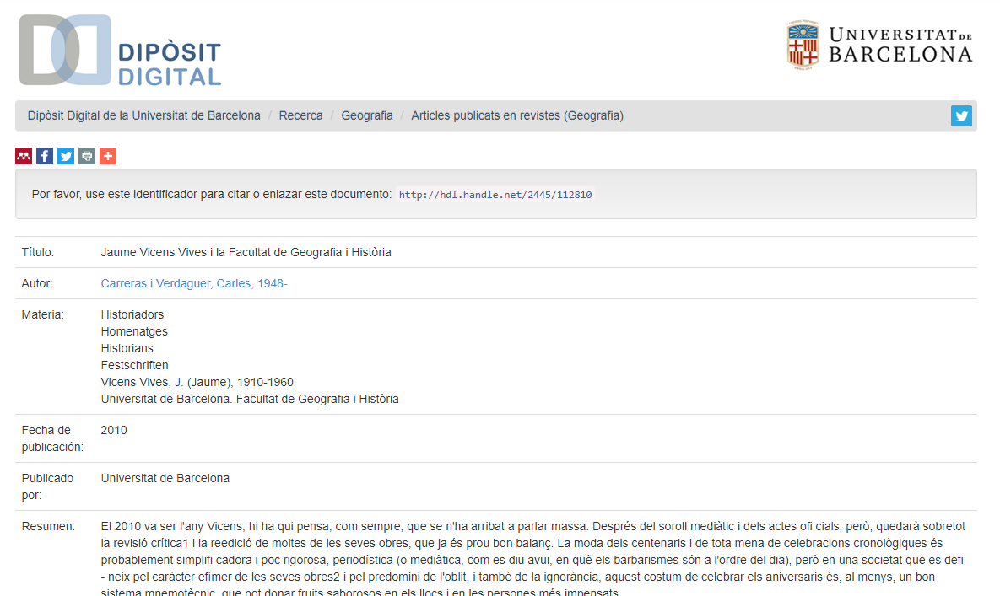 DIPÒSIT
DIGITAL
UNIVERSITAT DE
BARCELONA
Dipòsit Digital de la Universitat de Barcelona / Recerca / Geografia / Articles publicats en revistes (Geografia)
Por favor, use este identificador para citar o enlazar este documento: http://hdl.handle.net/2445/112810
Título: Jaume Vicens Vives i la Facultat de Geografia i Història
Autor: Carreras i Verdaguer, Carles, 1948-
Materia: Historiadors
Homenatges
Historians
Festschriften
Vicens Vives, J. (Jaume), 1910-1960
Universitat de Barcelona. Facultat de Geografia i Història
Fecha de publicación: 2010
Publicado por: Universitat de Barcelona
Resumen: El 2010 va ser l'any Vicens; hi ha qui pensa, com sempre, que se n'ha arribat a parlar massa. Després del soroll mediàtic i dels actes ofi cials, però, quedarà sobretot
la revisió crítica1 i la reedició de moltes de les seves obres, que ja és prou bon balanç. La moda dels centenaris i de tota mena de celebracions cronològiques és
probablement simplifi cadora i poc rigorosa, periodística (o mediàtica, com es diu avui, en què els barbarismes són a l'ordre del dia), però en una societat que es defi
- neix pel caràcter efímer de les seves obres2 i pel predomini de l'oblit, i també de la ignorància, aquest costum de celebrar els aniversaris és, al menys, un bon
sistema mnemotècnic, que pot donar fruits saborosos en els llocs i en les persones més impensats.